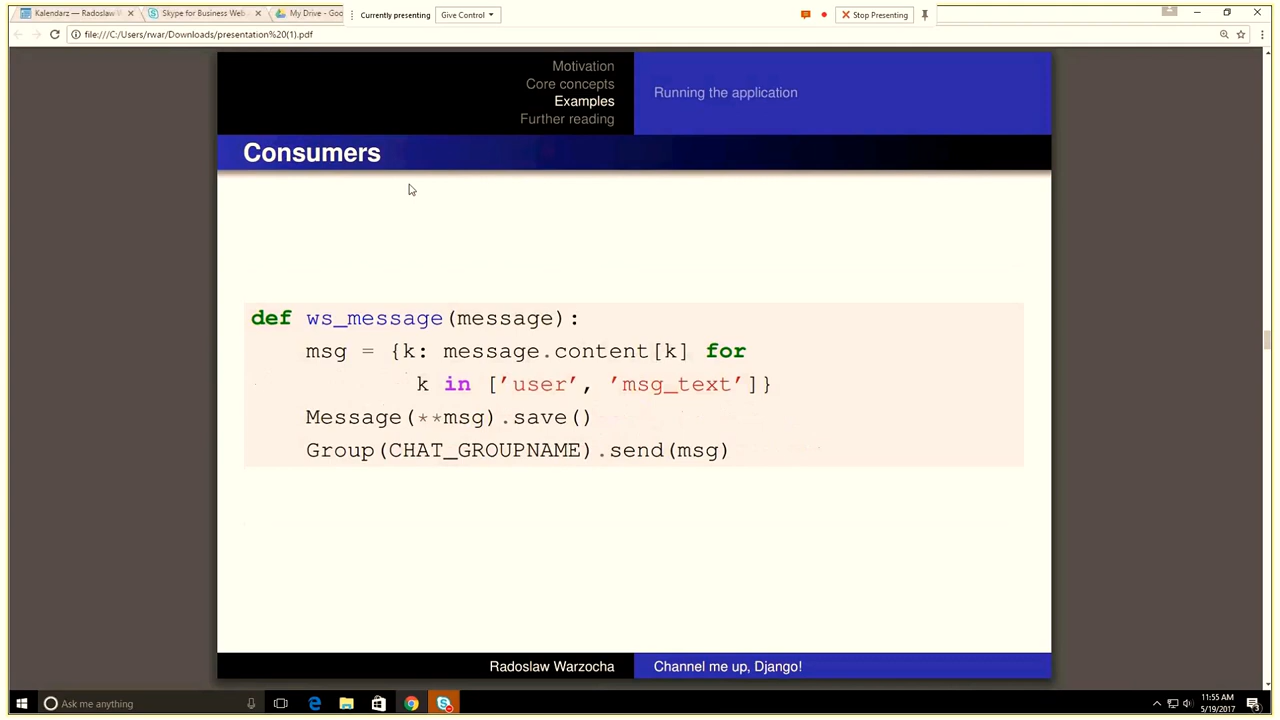 Kalendarz — Radoslaw W
Skype for Business Web
My Drive - Goo
Currently presenting
Give Control
Stop Presenting
file:///C:/Users/rwar/Downloads/presentation%20(1).pdf
Motivation
Core concepts
Examples
Further reading
Running the application
Consumers
def ws_message(message):
msg = {k: message.content[k] for
k in ['user', 'msg_text']}
Message(**msg).save()
Group(CHAT_GROUPNAME).send(msg)
Radoslaw Warzocha
Channel me up, Django!
Ask me anything
11:55 AM
5/19/2017
3